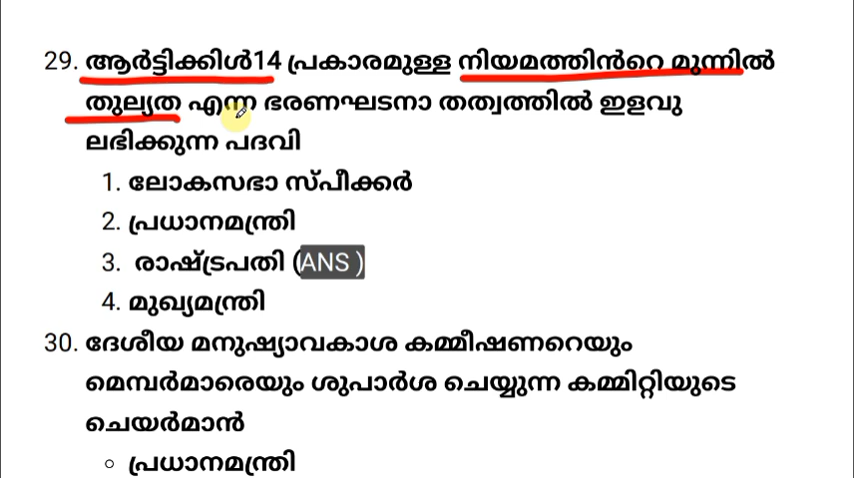 29. ആർട്ടിക്കിൾ14 പ്രകാരമുള്ള നിയമത്തിൻറെ മുന്നിൽ
തുല്യത എന്ന ഭരണഘടനാ തത്വത്തിൽ ഇളവു
ലഭിക്കുന്ന പദവി
1. ലോകസഭാ സ്പീക്കർ
2. പ്രധാനമന്ത്രി
3. രാഷ്ട്രപതി (ANS )
4. മുഖ്യമന്ത്രി
30. ദേശീയ മനുഷ്യാവകാശ കമ്മീഷണറെയും
മെമ്പർമാരെയും ശുപാർശ ചെയ്യുന്ന കമ്മിറ്റിയുടെ
ചെയർമാൻ
○ പ്രധാനമന്ത്രി